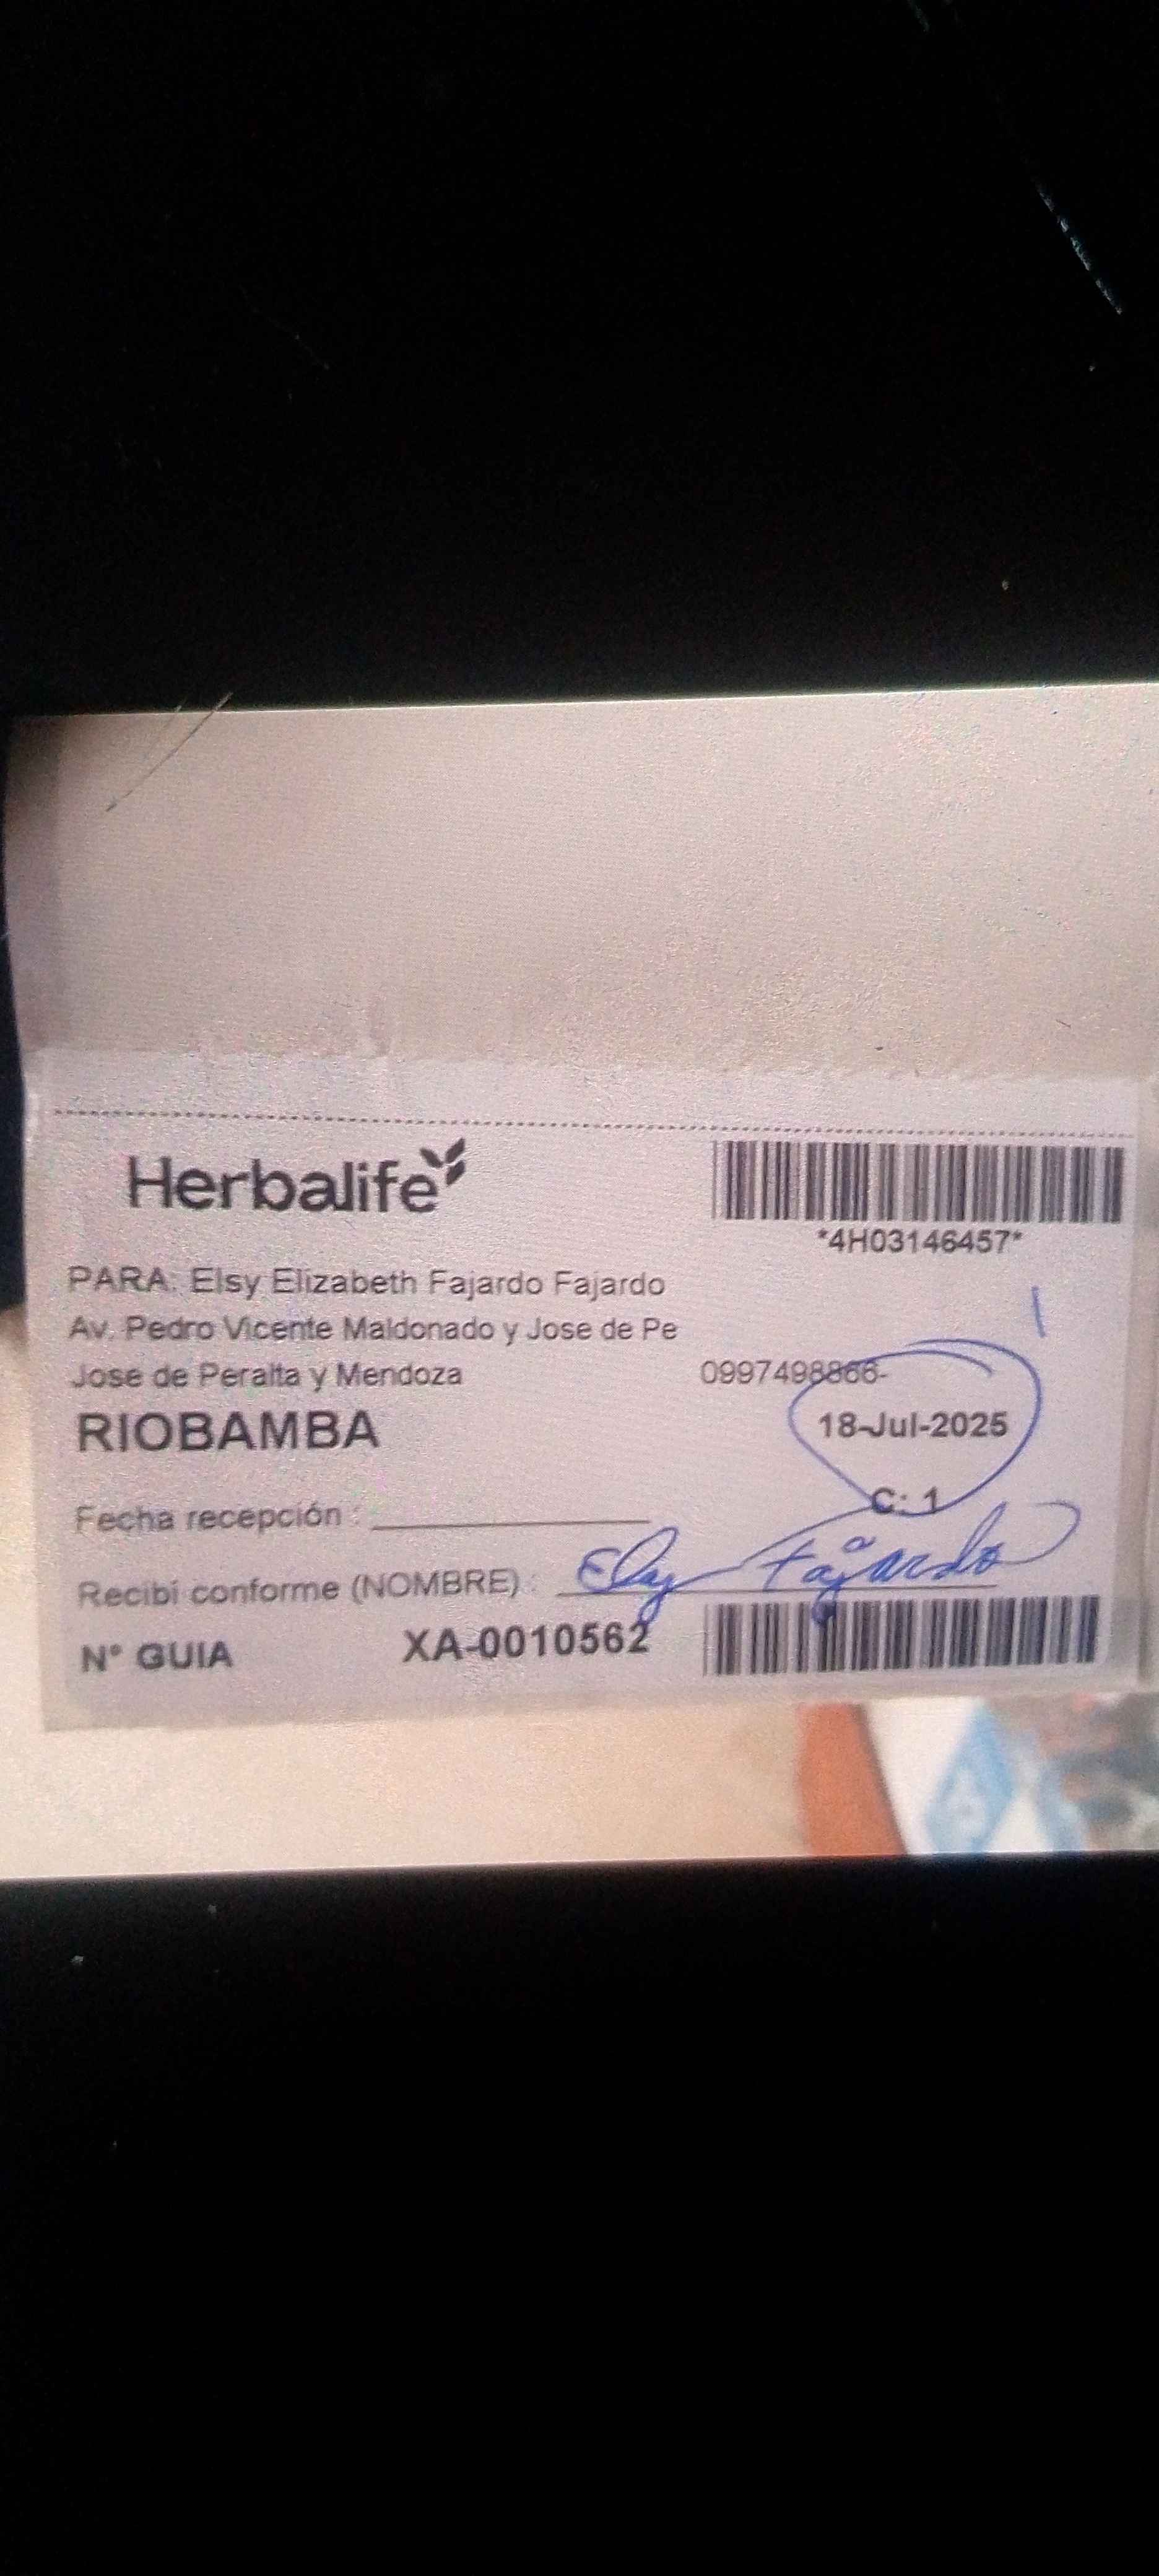 Herbalife
*4H03146457*
PARA: Elsy Elizabeth Fajardo Fajardo
Av. Pedro Vicente Maldonado y Jose de Pe
Jose de Peralta y Mendoza 0997498866-
RIOBAMBA 18-Jul-2025
C: 1
Fecha recepción :
Recibi conforme (NOMBRE) : Elsy Fajardo
N° GUIA XA-0010562